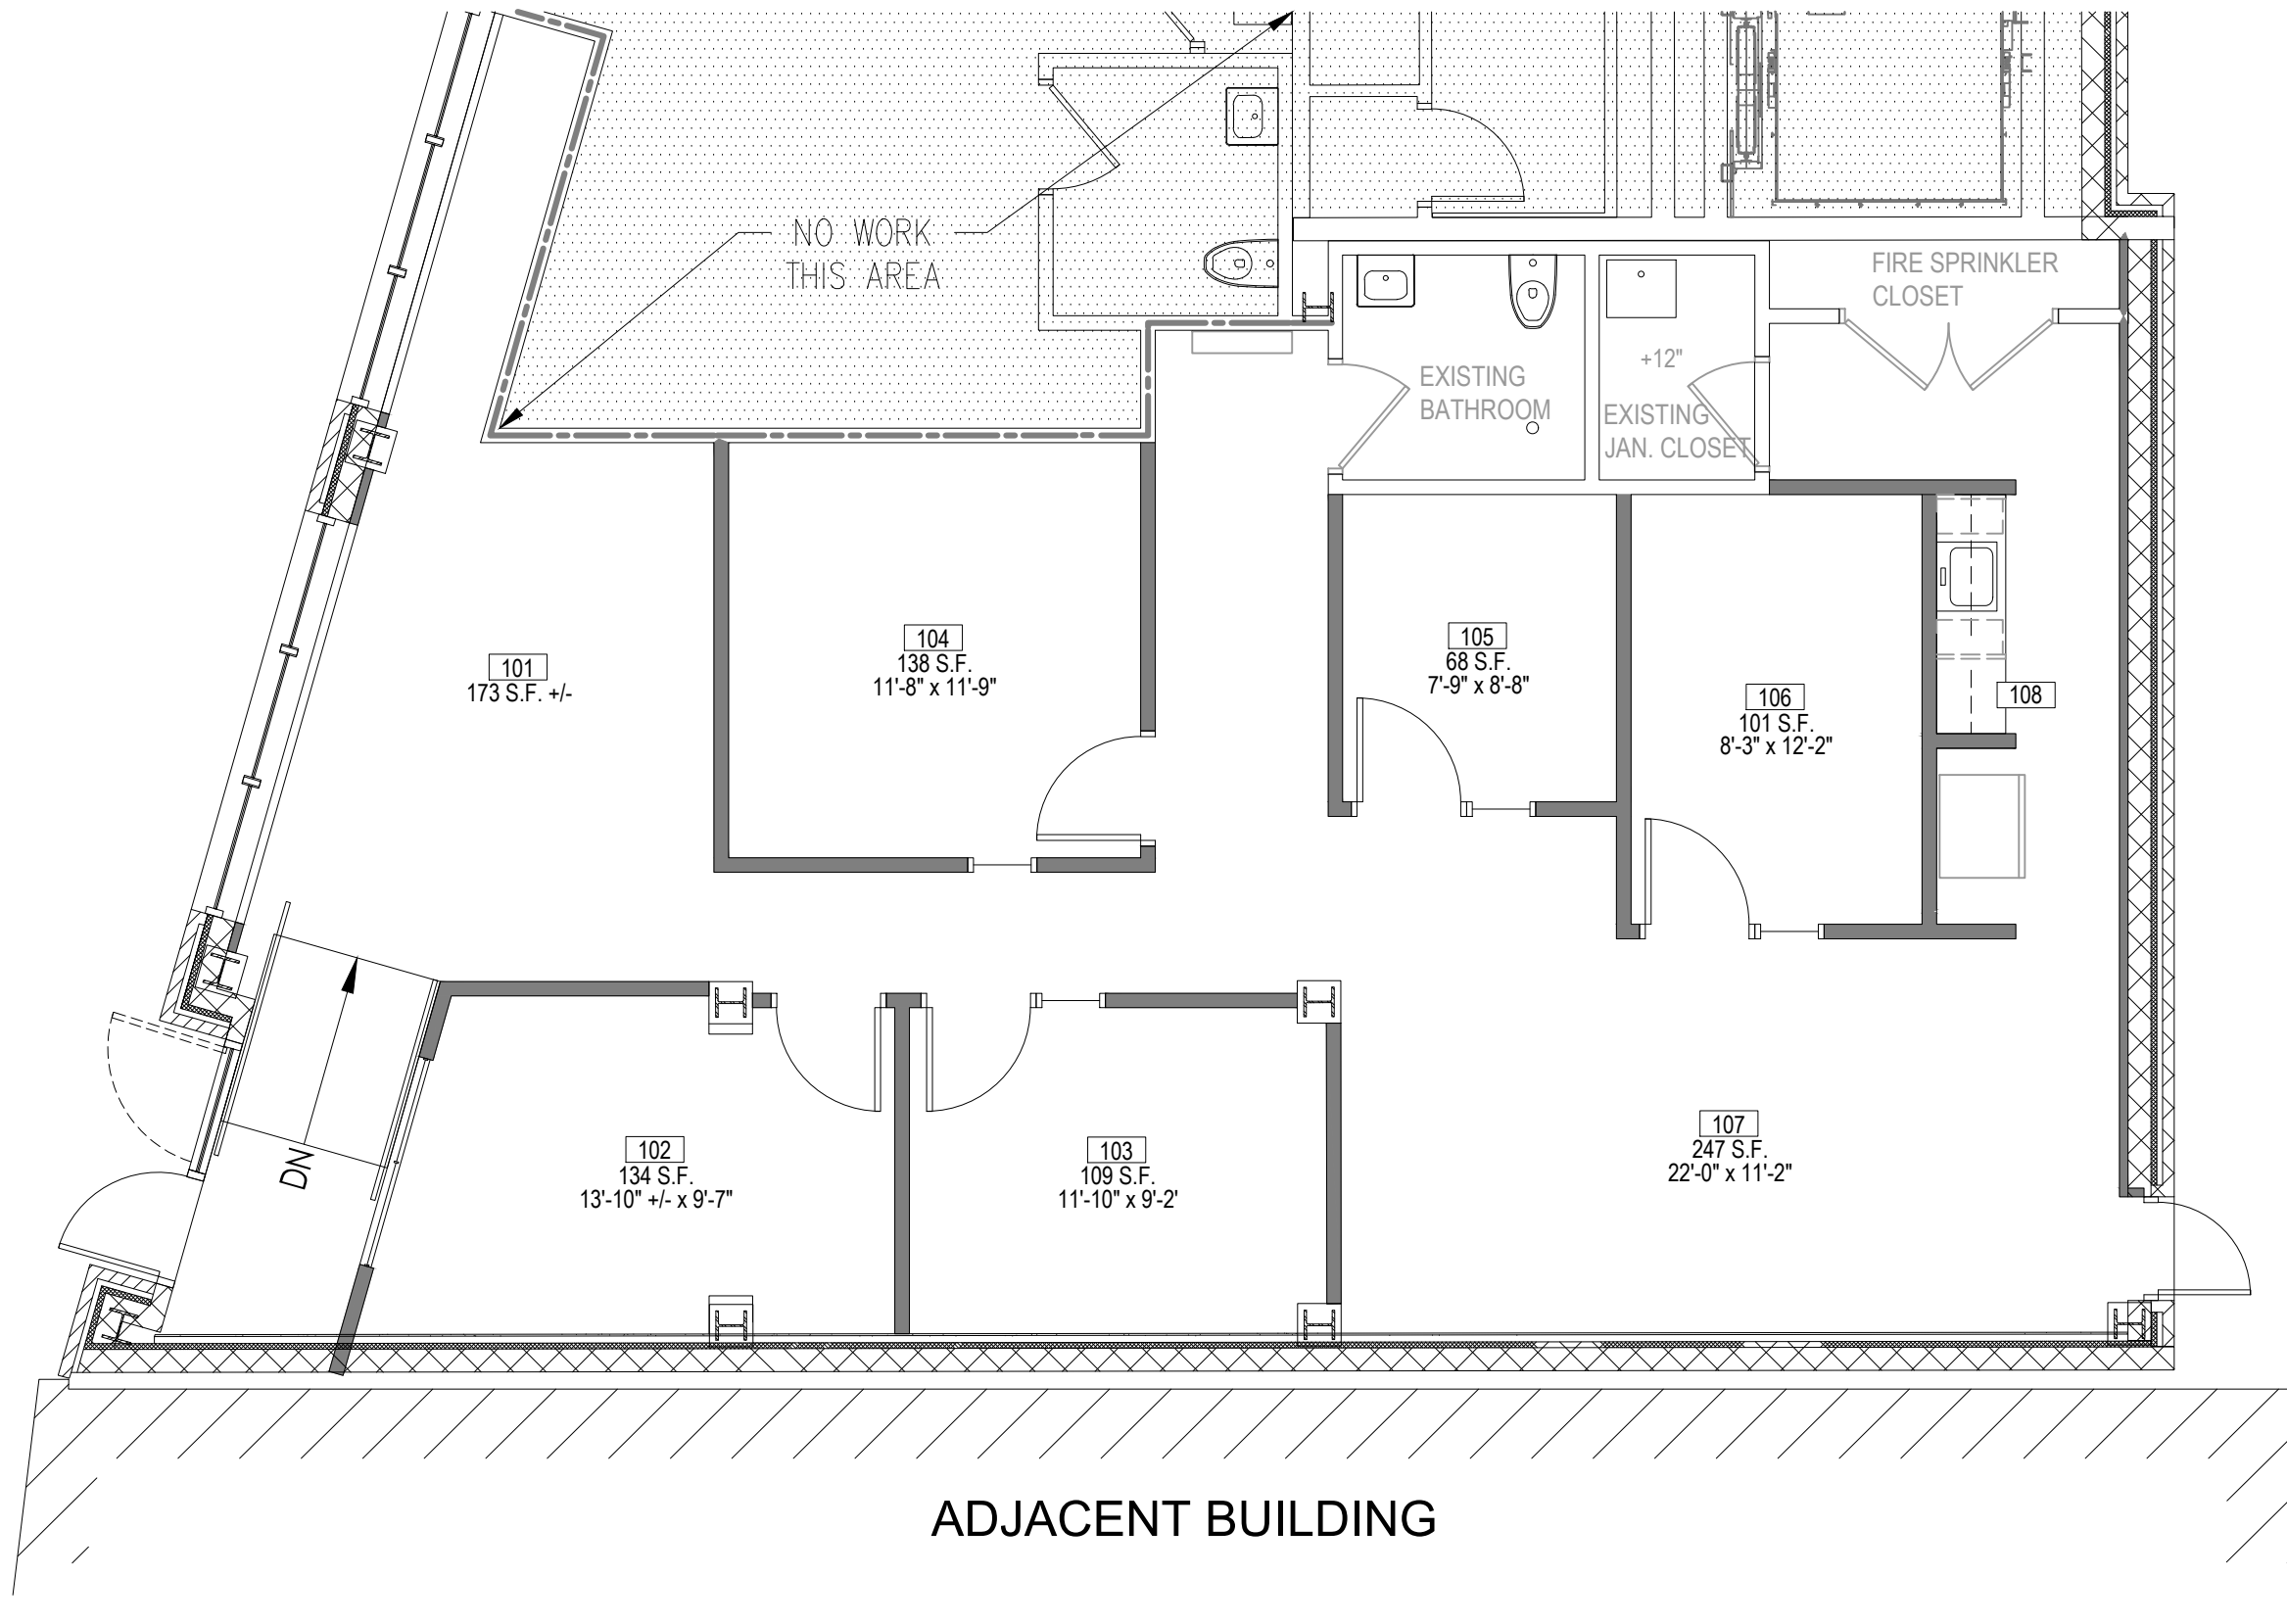 NO WORK
THIS AREA
FIRE SPRINKLER
CLOSET
+12"
EXISTING
BATHROOM
EXISTING
JAN. CLOSET
101
173 S.F. +/-
104
138 S.F.
11'-8" x 11'-9"
105
68 S.F.
7'-9" x 8'-8"
106
101 S.F.
8'-3" x 12'-2"
108
DN
102
134 S.F.
13'-10" +/- x 9'-7"
103
109 S.F.
11'-10" x 9'-2'
107
247 S.F.
22'-0" x 11'-2"
ADJACENT BUILDING